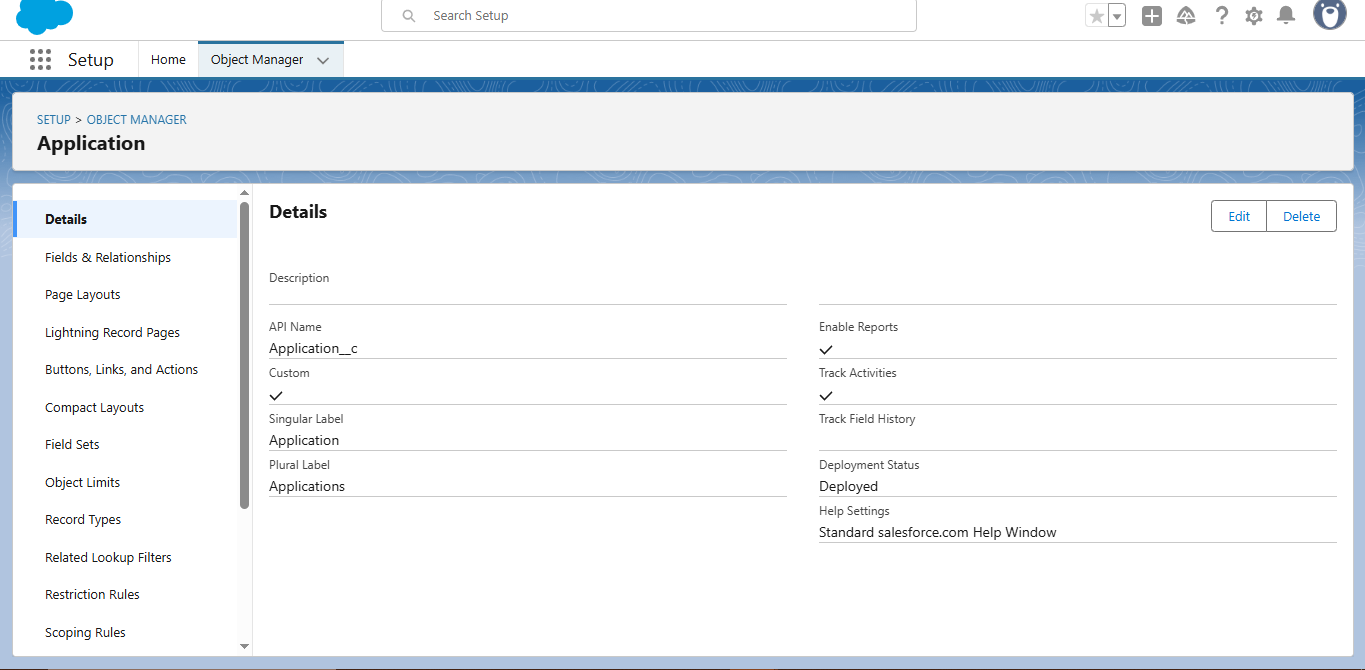 Search Setup
Setup
Home
Object Manager
SETUP > OBJECT MANAGER
Application
Details
Fields & Relationships
Page Layouts
Lightning Record Pages
Buttons, Links, and Actions
Compact Layouts
Field Sets
Object Limits
Record Types
Related Lookup Filters
Restriction Rules
Scoping Rules
Details
Edit
Delete
Description
API Name
Application__c
Custom
Singular Label
Application
Plural Label
Applications
Enable Reports
Track Activities
Track Field History
Deployment Status
Deployed
Help Settings
Standard salesforce.com Help Window